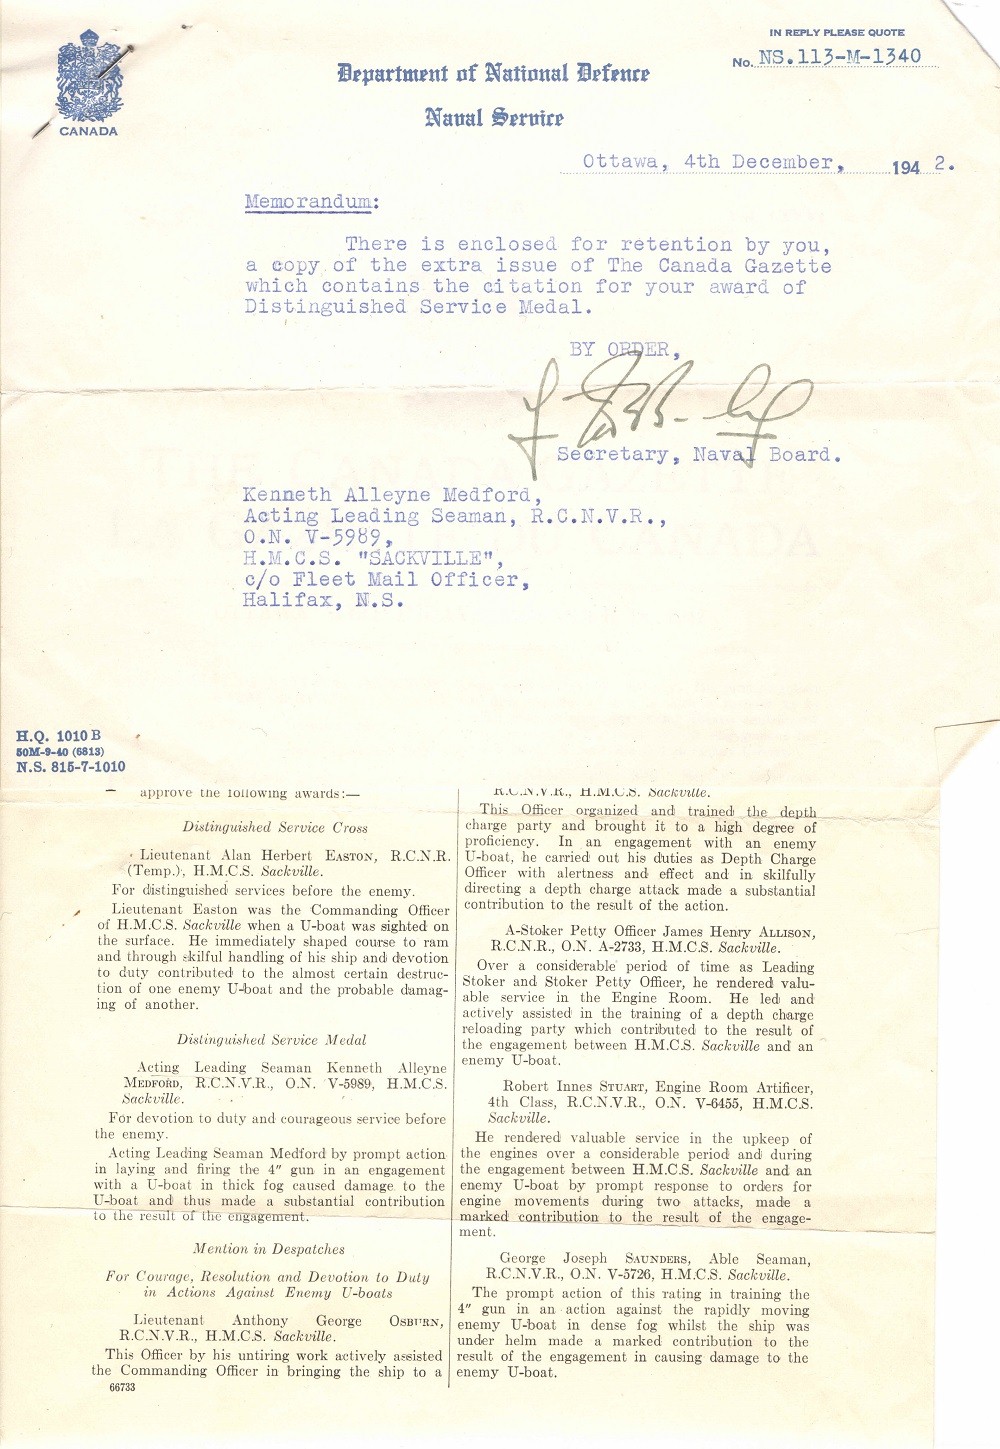 CANADA
IN REPLY PLEASE QUOTE
No. NS.113-M-1340
Department of National Defence
Naval Service
Ottawa, 4th December, 1942.
Memorandum:
There is enclosed for retention by you,
a copy of the extra issue of The Canada Gazette
which contains the citation for your award of
Distinguished Service Medal.
BY ORDER,
Secretary, Naval Board.
Kenneth Alleyne Medford,
Acting Leading Seaman, R.C.N.V.R.,
O.N. V-5989,
H.M.C.S. "SACKVILLE",
c/o Fleet Mail Officer,
Halifax, N.S.
H.Q. 1010 B
50M-9-40 (6813)
N.S. 815-7-1010
approve the following awards:—
Distinguished Service Cross
Lieutenant Alan Herbert EASTON, R.C.N.R.
(Temp.), H.M.C.S. Sackville.
For distinguished services before the enemy.
Lieutenant Easton was the Commanding Officer
of H.M.C.S. Sackville when a U-boat was sighted on
the surface. He immediately shaped course to ram
and through skilful handling of his ship and devotion
to duty contributed to the almost certain destruc-
tion of one enemy U-boat and the probable damag-
ing of another.
Distinguished Service Medal
Acting Leading Seaman Kenneth Alleyne
MEDFORD, R.C.N.V.R., O.N. V-5989, H.M.C.S.
Sackville.
For devotion to duty and courageous service before
the enemy.
Acting Leading Seaman Medford by prompt action
in laying and firing the 4" gun in an engagement
with a U-boat in thick fog caused damage to the
U-boat and thus made a substantial contribution
to the result of the engagement.
Mention in Despatches
For Courage, Resolution and Devotion to Duty
in Actions Against Enemy U-boats
Lieutenant Anthony George OSBURN,
R.C.N.V.R., H.M.C.S. Sackville.
This Officer by his untiring work actively assisted
the Commanding Officer in bringing the ship to a
66733
R.C.N.V.R., H.M.C.S. Sackville.
This Officer organized and trained the depth
charge party and brought it to a high degree of
proficiency. In an engagement with an enemy
U-boat, he carried out his duties as Depth Charge
Officer with alertness and effect and in skilfully
directing a depth charge attack made a substantial
contribution to the result of the action.
A-Stoker Petty Officer James Henry ALLISON,
R.C.N.R., O.N. A-2733, H.M.C.S. Sackville.
Over a considerable period of time as Leading
Stoker and Stoker Petty Officer, he rendered valu-
able service in the Engine Room. He led and
actively assisted in the training of a depth charge
reloading party which contributed to the result of
the engagement between H.M.C.S. Sackville and an
enemy U-boat.
Robert Innes STUART, Engine Room Artificer,
4th Class, R.C.N.V.R., O.N. V-6455, H.M.C.S.
Sackville.
He rendered valuable service in the upkeep of
the engines over a considerable period and during
the engagement between H.M.C.S. Sackville and an
enemy U-boat by prompt response to orders for
engine movements during two attacks, made a
marked contribution to the result of the engage-
ment.
George Joseph SAUNDERS, Able Seaman,
R.C.N.V.R., O.N. V-5726, H.M.C.S. Sackville.
The prompt action of this rating in training the
4" gun in an action against the rapidly moving
enemy U-boat in dense fog whilst the ship was
under helm made a marked contribution to the
result of the engagement in causing damage to the
enemy U-boat.